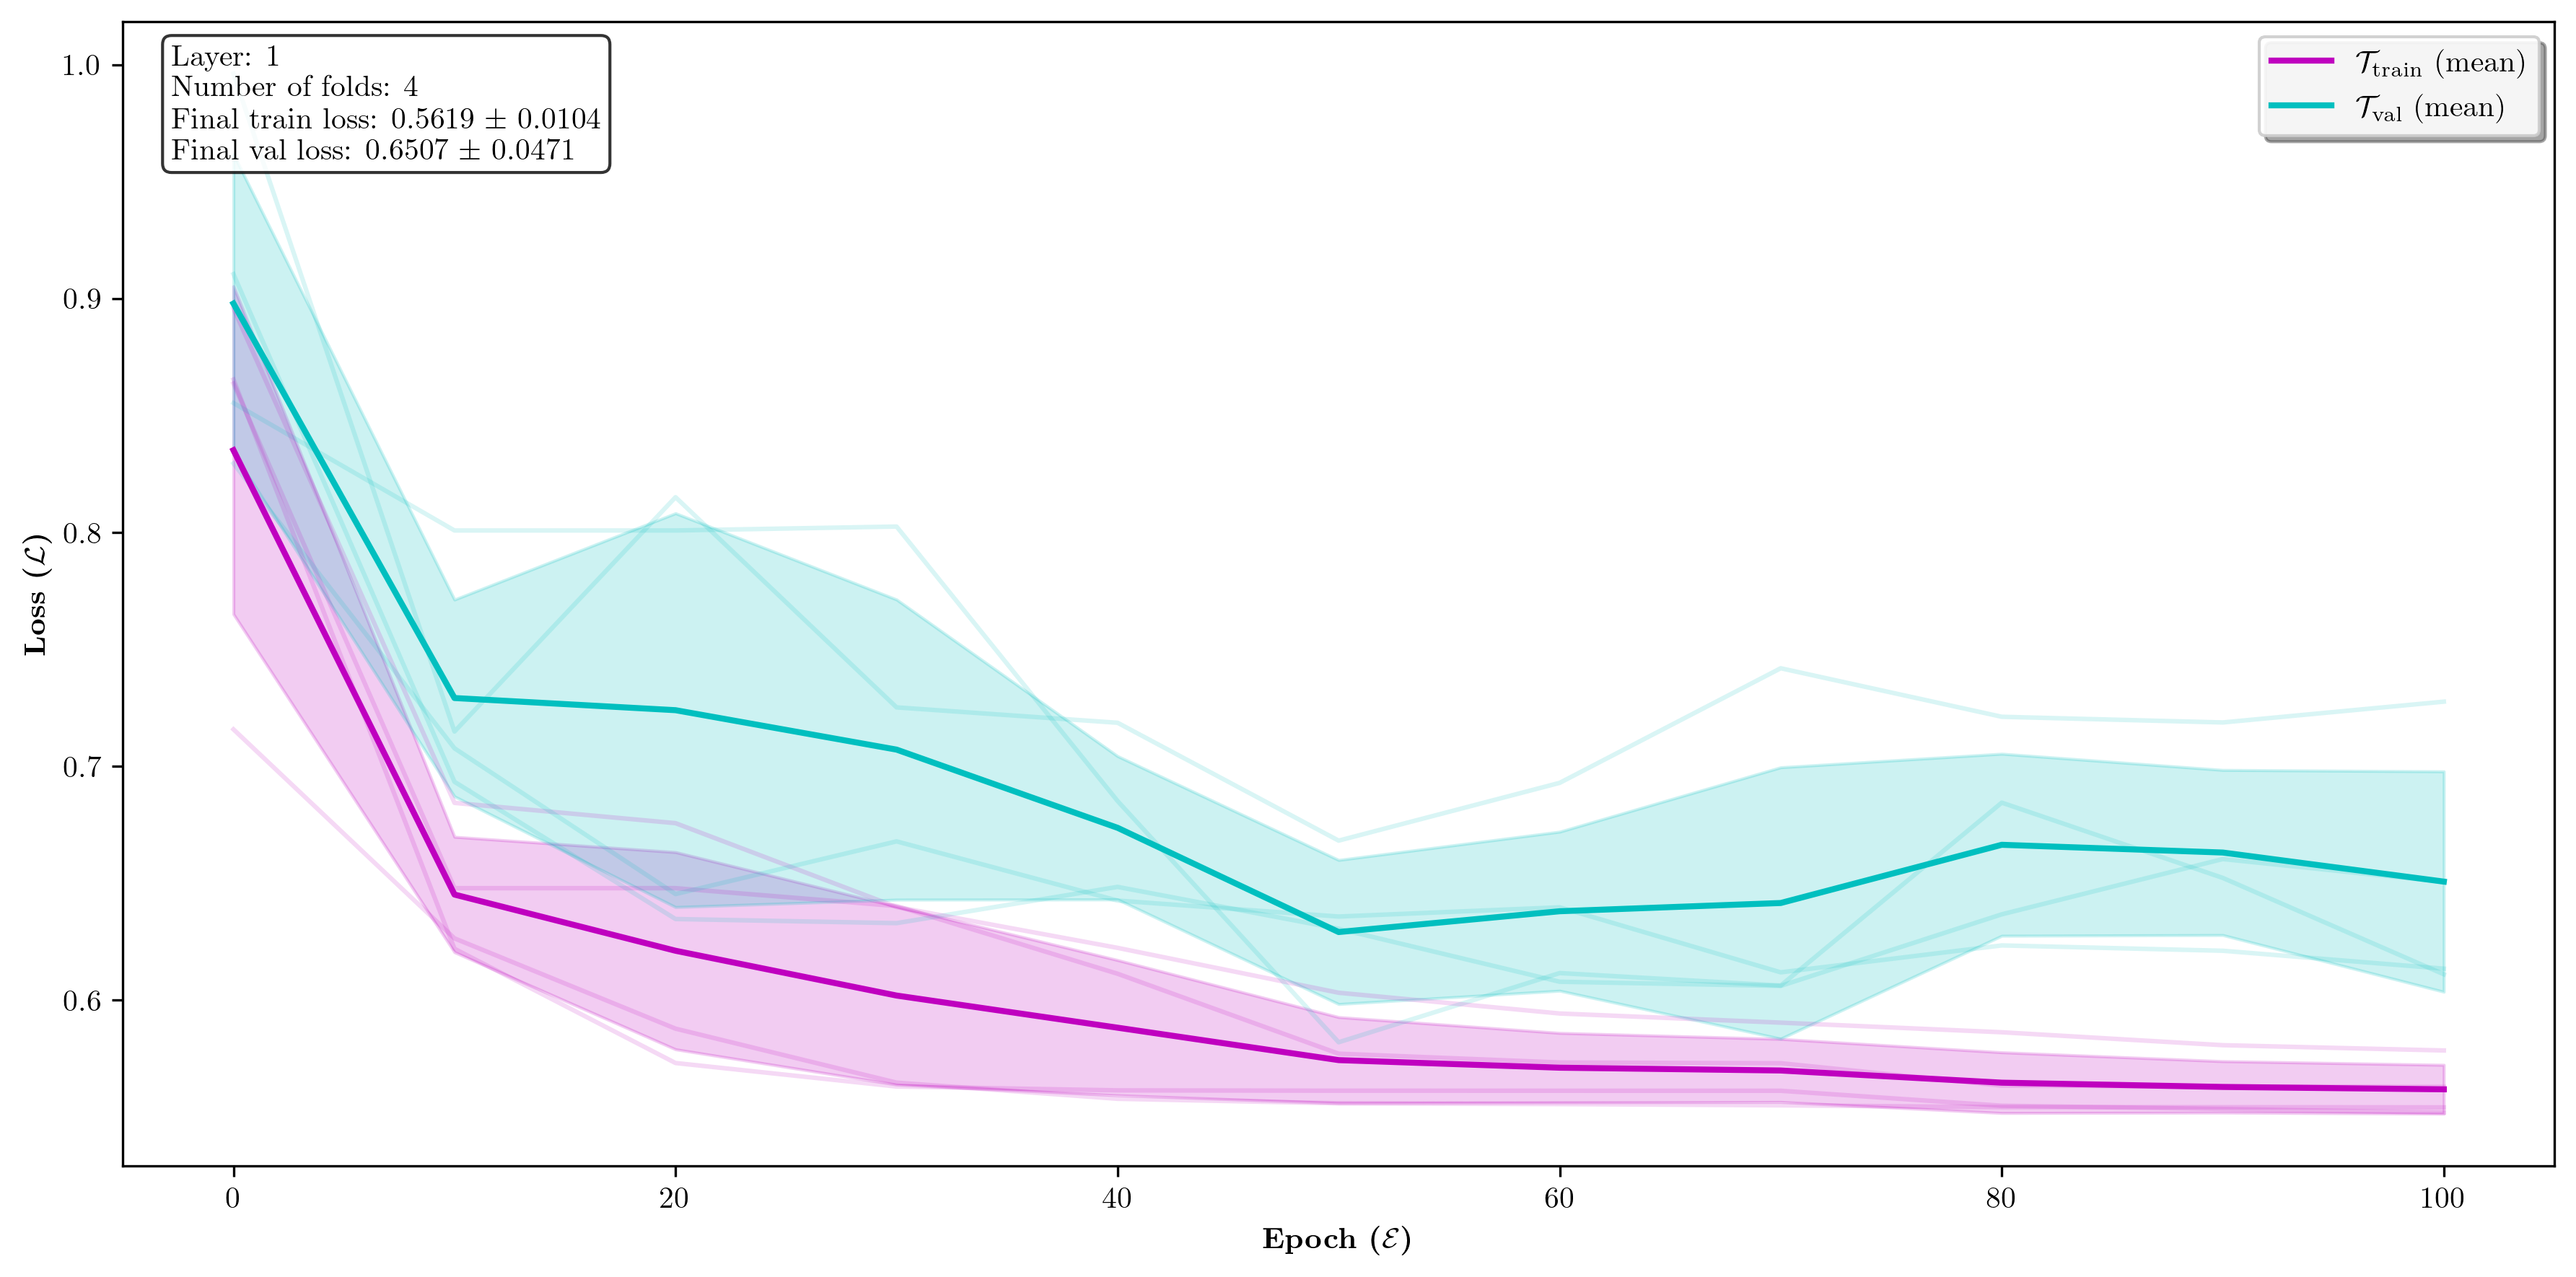 Layer: 1
Number of folds: 4
Final train loss: 0.5619 ± 0.0104
Final val loss: 0.6507 ± 0.0471
𝒯train (mean)
𝒯val (mean)
1.0
0.9
0.8
0.7
0.6
Loss (ℒ)
0 20 40 60 80 100
Epoch (ℰ)